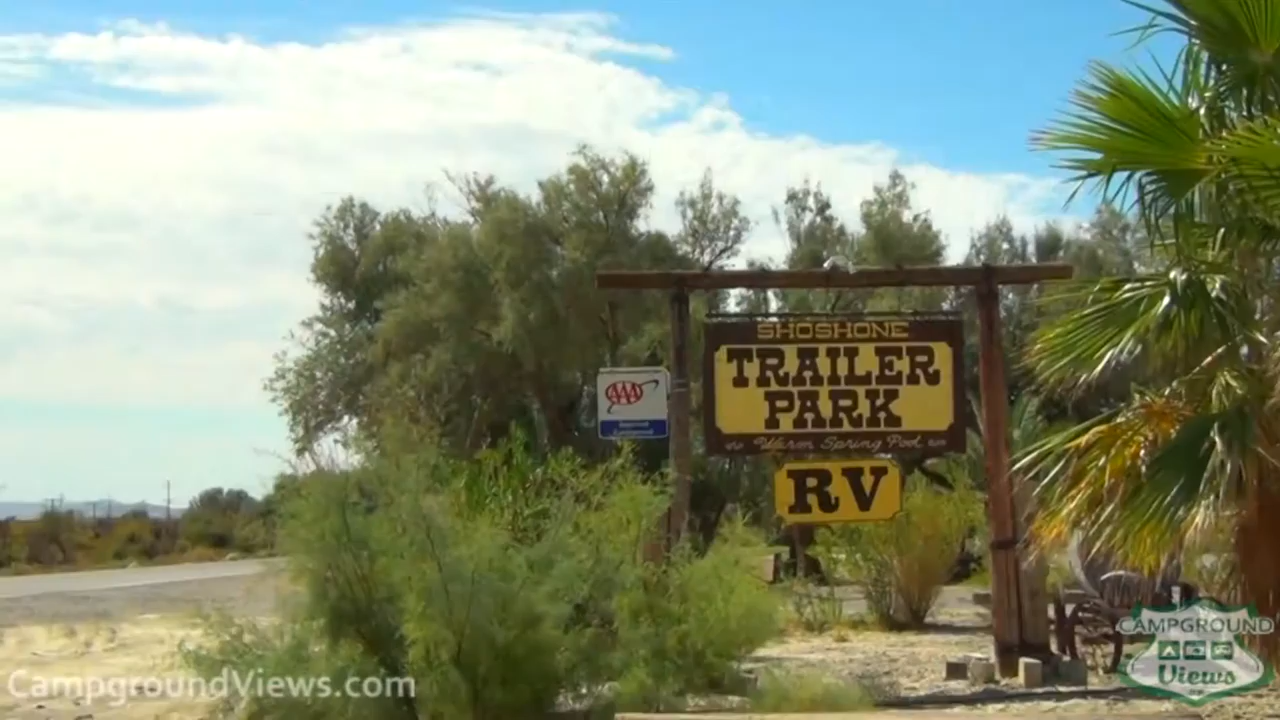 SHOSHONE
TRAILER
PARK
Warm Spring Pool
RV
AAA
CampgroundViews.com
CAMPGROUND
Views